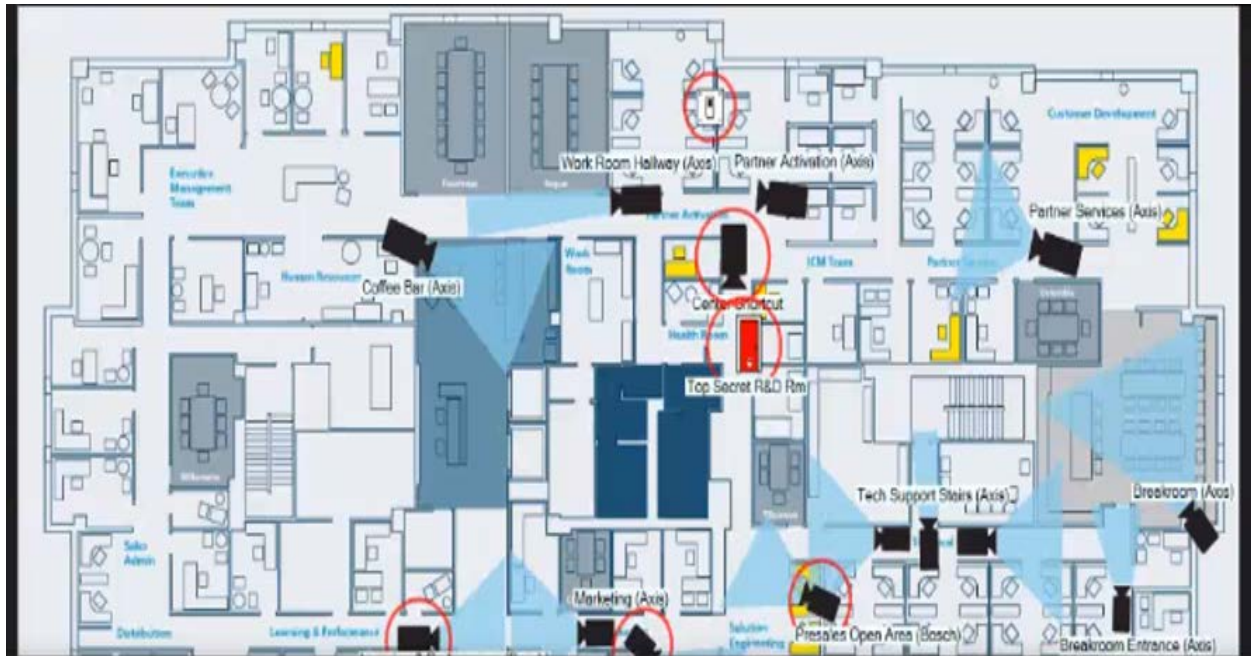 Work Room Hallway (Axis)
Partner Activation (Axis)
Customer Development
Executive
Management
Team
Partner Activation
Partner Services (Axis)
Work
Room
ICM Team
Human Resources
Coffee Bar (Axis)
Center Shortcut
Health Room
Top Secret R&D Rm
Tech Support Stairs (Axis)
Breakroom (Axis)
Sales
Admin
Marketing (Axis)
Distribution
Learning & Performance
Solution
Engineering
Presales Open Area (Bosch)
Breakroom Entrance (Axis)